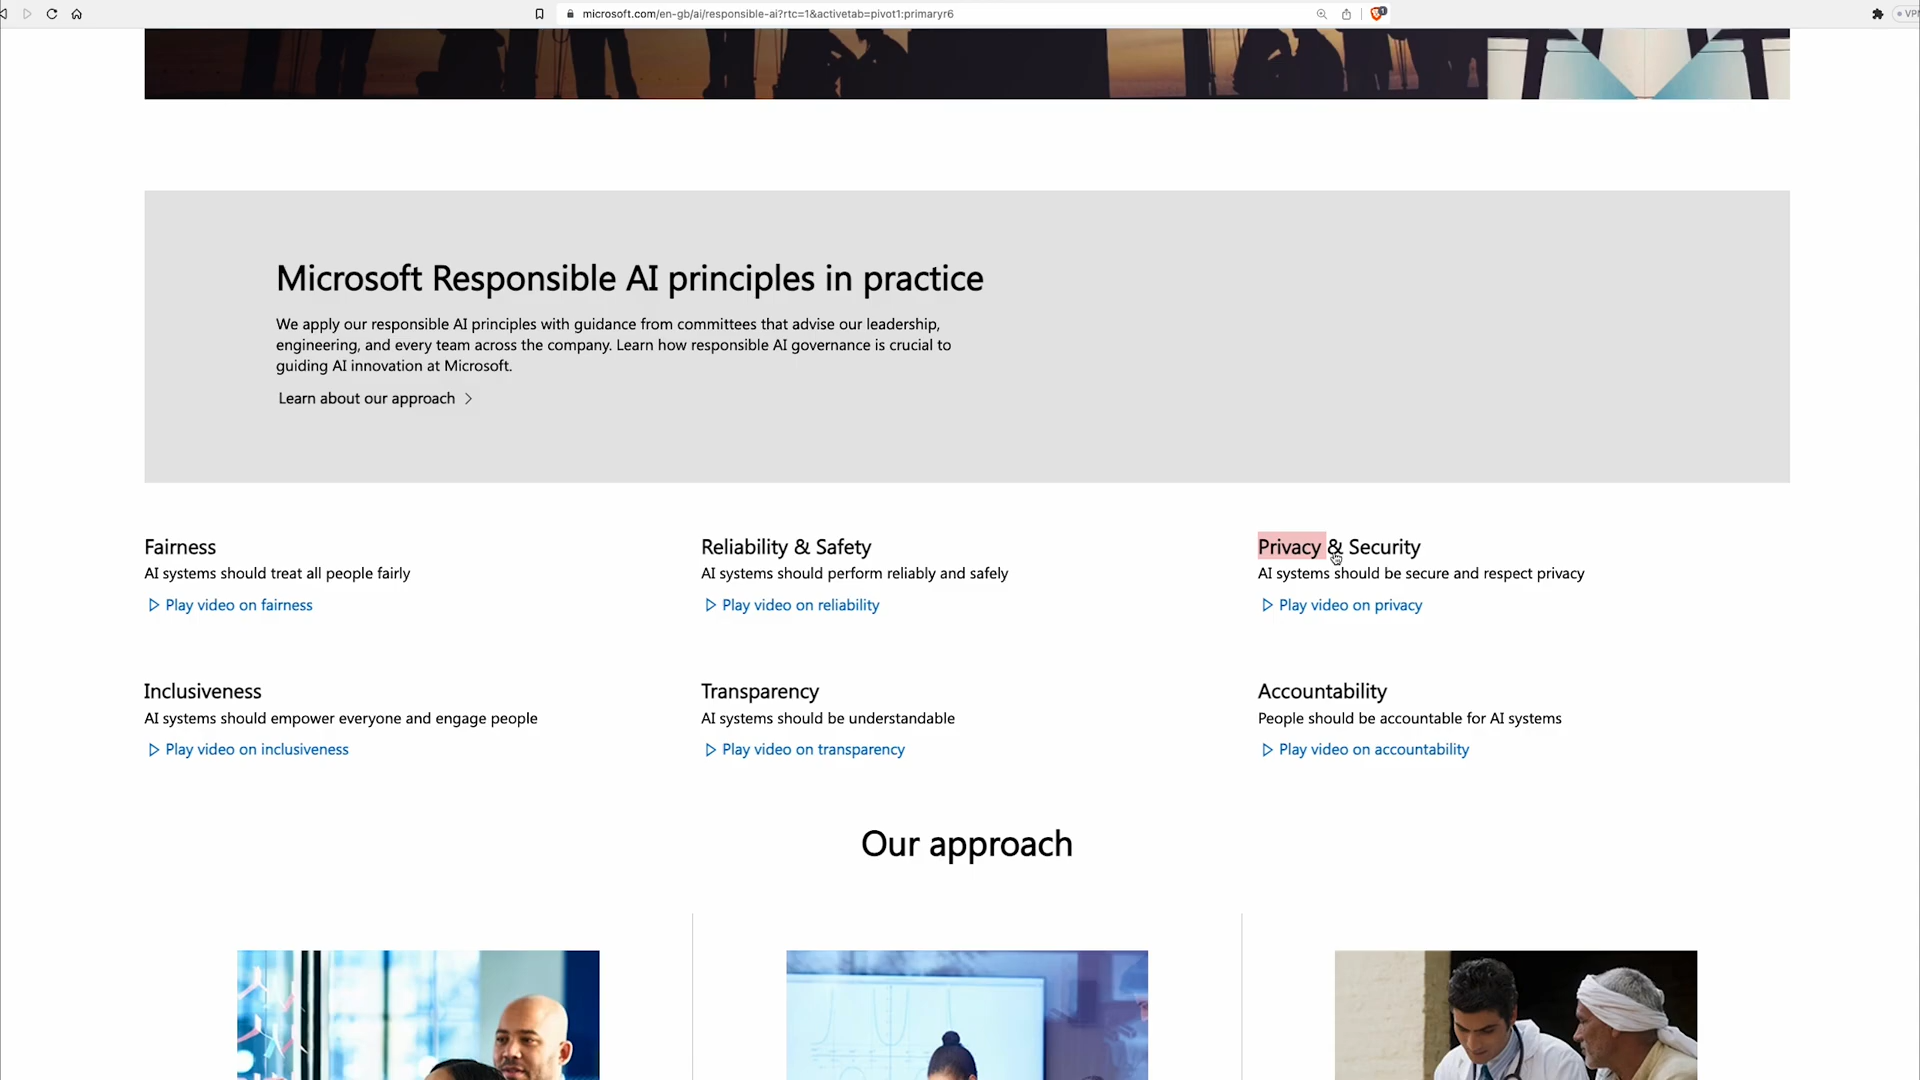 microsoft.com/en-gb/ai/responsible-ai?rtc=1&activetab=pivot1:primaryr6
1
VPN
Microsoft Responsible AI principles in practice
We apply our responsible AI principles with guidance from committees that advise our leadership,
engineering, and every team across the company. Learn how responsible AI governance is crucial to
guiding AI innovation at Microsoft.
Learn about our approach
Fairness
AI systems should treat all people fairly
Play video on fairness
Reliability & Safety
AI systems should perform reliably and safely
Play video on reliability
Privacy & Security
AI systems should be secure and respect privacy
Play video on privacy
Inclusiveness
AI systems should empower everyone and engage people
Play video on inclusiveness
Transparency
AI systems should be understandable
Play video on transparency
Accountability
People should be accountable for AI systems
Play video on accountability
Our approach